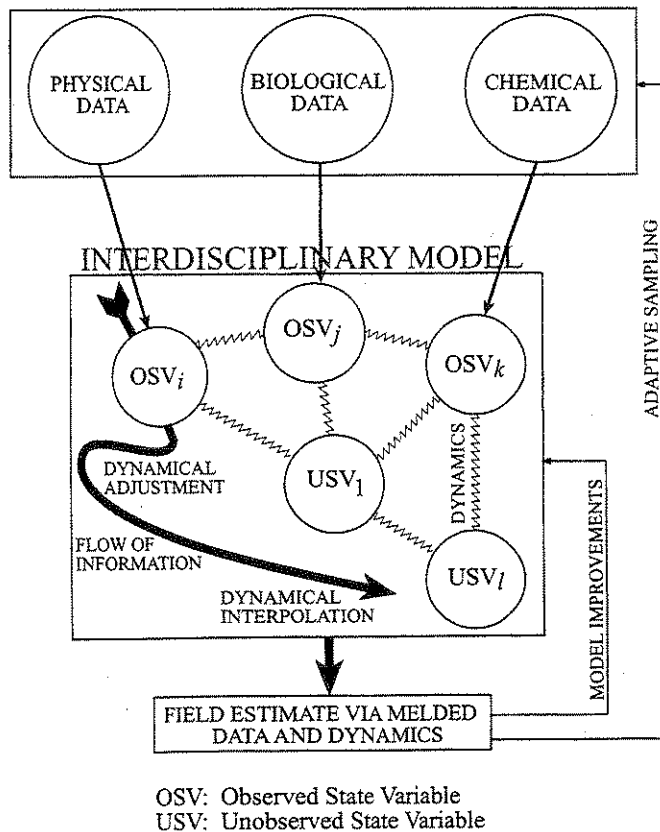 PHYSICAL
DATA
BIOLOGICAL
DATA
CHEMICAL
DATA
INTERDISCIPLINARY MODEL
ADAPTIVE SAMPLING
OSVi
OSVj
OSVk
DYNAMICAL
ADJUSTMENT
USV1
DYNAMICS
FLOW OF
INFORMATION
DYNAMICAL
INTERPOLATION
USVl
MODEL IMPROVEMENTS
FIELD ESTIMATE VIA MELDED
DATA AND DYNAMICS
OSV: Observed State Variable
USV: Unobserved State Variable